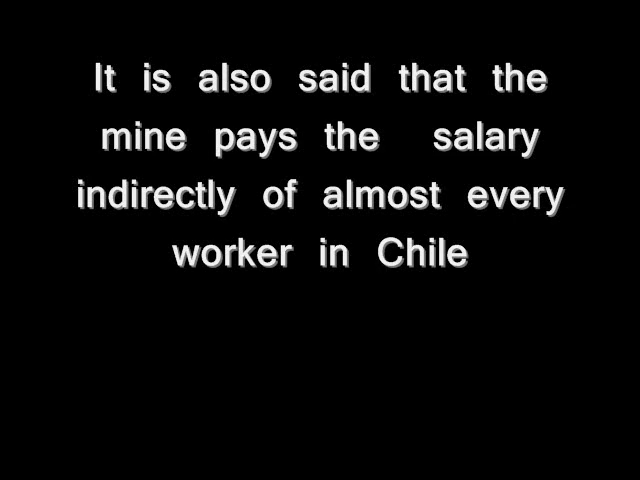 It is also said that the
mine pays the salary
indirectly of almost every
worker in Chile